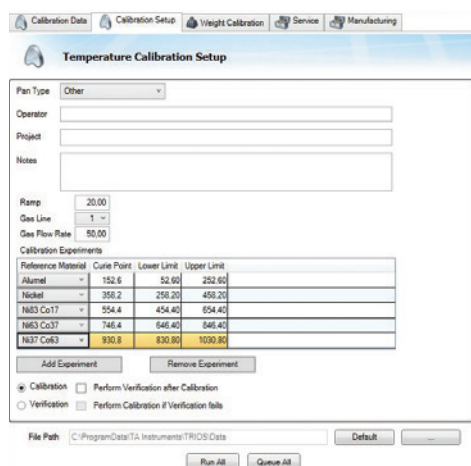 Calibration Data Calibration Setup Weight Calibration Service Manufacturing
Temperature Calibration Setup
Pan Type Other
Operator
Project
Notes
Ramp 20,00
Gas Line 1
Gas Flow Rate 50,00
Calibration Experiments
Reference Material Curie Point Lower Limit Upper Limit
Alumel 152,6 52,60 252,60
Nickel 358,2 258,20 458,20
Ni83 Co17 554,4 454,40 654,40
Ni63 Co37 746,4 646,40 846,40
Ni37 Co63 930,8 830,80 1030,80
Add Experiment Remove Experiment
Calibration Perform Verification after Calibration
Verification Perform Calibration if Verification fails
File Path C:\ProgramData\TA Instruments\TRIOS\Data Default ...
Run All Queue All